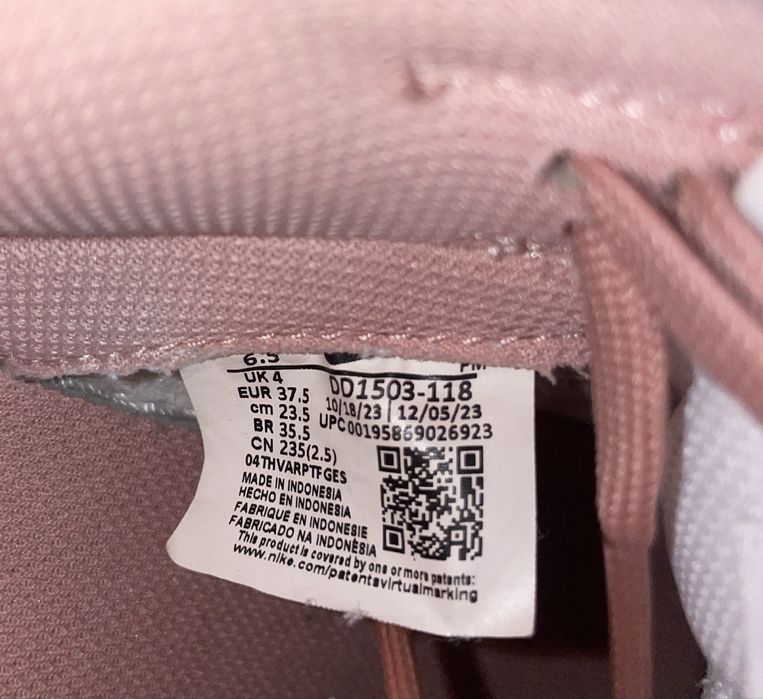 6.5
UK 4
EUR 37.5
cm 23.5
BR 35.5
CN 235(2.5)
DD1503-118
10/18/23 12/05/23
UPC 00195869026923
04THVARPTFGES
MADE IN INDONESIA
HECHO EN INDONESIA
FABRIQUE EN INDONESIE
FABRICADO NA INDONÉSIA
This product is covered by one or more patents:
www.nike.com/patentsvirtualmarking